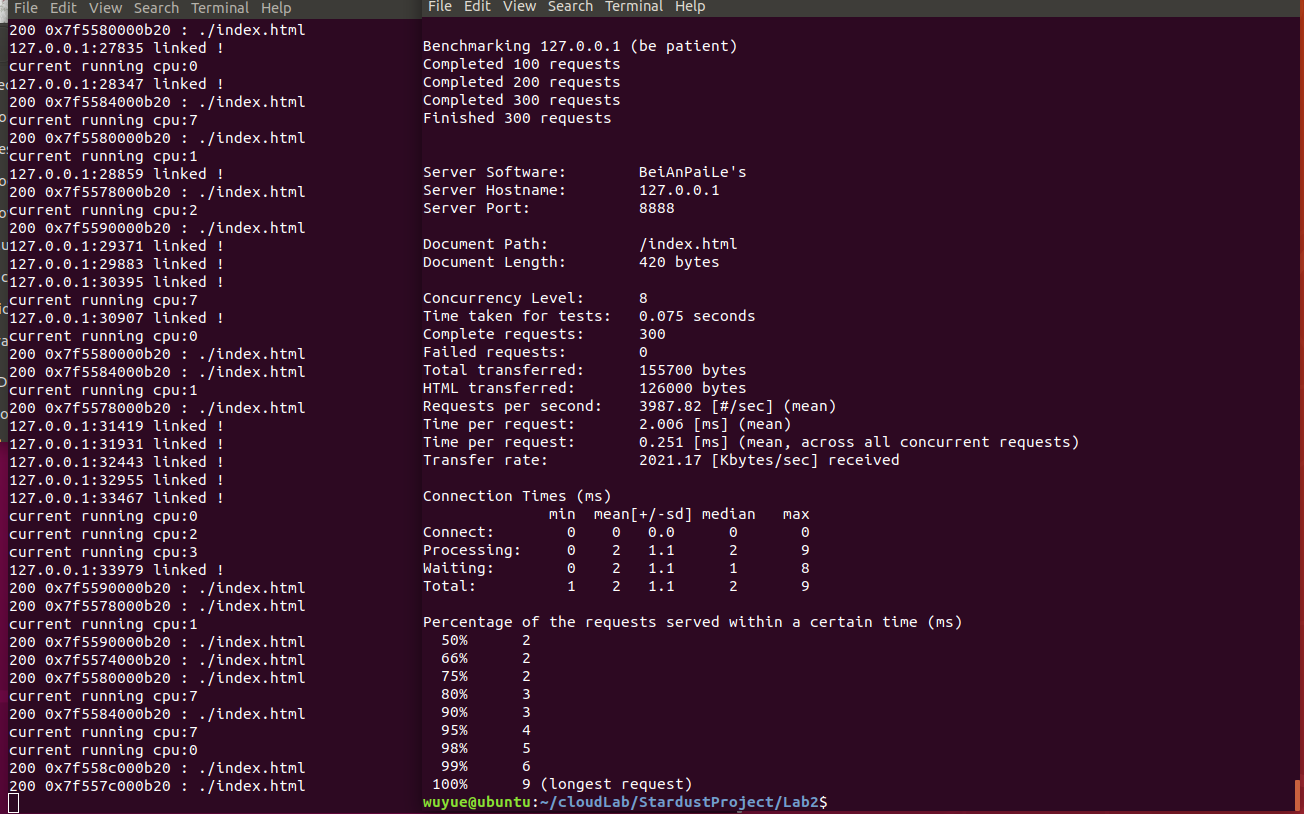 File Edit View Search Terminal Help
200 0x7f5580000b20 : ./index.html
127.0.0.1:27835 linked !
current running cpu:0
127.0.0.1:28347 linked !
200 0x7f5584000b20 : ./index.html
current running cpu:7
200 0x7f5580000b20 : ./index.html
current running cpu:1
127.0.0.1:28859 linked !
200 0x7f5578000b20 : ./index.html
current running cpu:2
200 0x7f5590000b20 : ./index.html
127.0.0.1:29371 linked !
127.0.0.1:29883 linked !
127.0.0.1:30395 linked !
current running cpu:7
127.0.0.1:30907 linked !
current running cpu:0
200 0x7f5580000b20 : ./index.html
200 0x7f5584000b20 : ./index.html
current running cpu:1
200 0x7f5578000b20 : ./index.html
127.0.0.1:31419 linked !
127.0.0.1:31931 linked !
127.0.0.1:32443 linked !
127.0.0.1:32955 linked !
127.0.0.1:33467 linked !
current running cpu:0
current running cpu:2
current running cpu:3
127.0.0.1:33979 linked !
200 0x7f5590000b20 : ./index.html
200 0x7f5578000b20 : ./index.html
current running cpu:1
200 0x7f5590000b20 : ./index.html
200 0x7f5574000b20 : ./index.html
200 0x7f5580000b20 : ./index.html
current running cpu:7
200 0x7f5584000b20 : ./index.html
current running cpu:7
current running cpu:0
200 0x7f558c000b20 : ./index.html
200 0x7f557c000b20 : ./index.html
File Edit View Search Terminal Help
Benchmarking 127.0.0.1 (be patient)
Completed 100 requests
Completed 200 requests
Completed 300 requests
Finished 300 requests
Server Software: BeiAnPaiLe's
Server Hostname: 127.0.0.1
Server Port: 8888
Document Path: /index.html
Document Length: 420 bytes
Concurrency Level: 8
Time taken for tests: 0.075 seconds
Complete requests: 300
Failed requests: 0
Total transferred: 155700 bytes
HTML transferred: 126000 bytes
Requests per second: 3987.82 [#/sec] (mean)
Time per request: 2.006 [ms] (mean)
Time per request: 0.251 [ms] (mean, across all concurrent requests)
Transfer rate: 2021.17 [Kbytes/sec] received
Connection Times (ms)
min mean[+/-sd] median max
Connect: 0 0 0.0 0 0
Processing: 0 2 1.1 2 9
Waiting: 0 2 1.1 1 8
Total: 1 2 1.1 2 9
Percentage of the requests served within a certain time (ms)
50% 2
66% 2
75% 2
80% 3
90% 3
95% 4
98% 5
99% 6
100% 9 (longest request)
wuyue@ubuntu:~/cloudLab/StardustProject/Lab2$